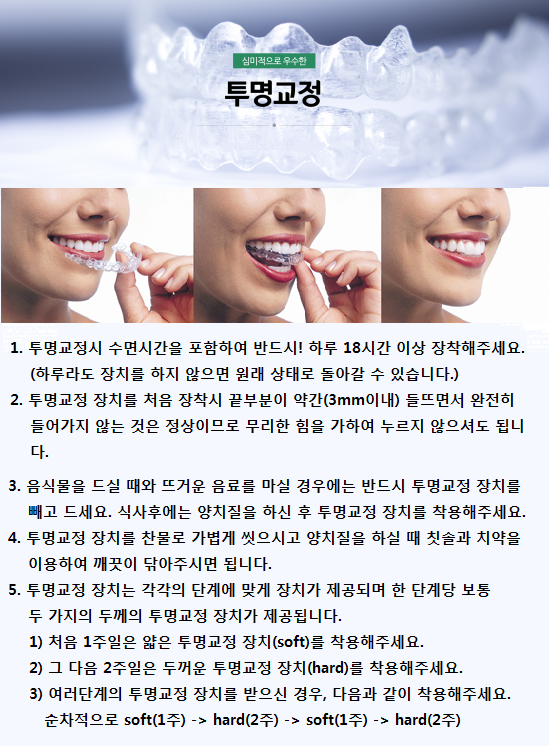 심미적으로 우수한
투명교정
1. 투명교정시 수면시간을 포함하여 반드시! 하루 18시간 이상 장착해주세요.
(하루라도 장치를 하지 않으면 원래 상태로 돌아갈 수 있습니다.)
2. 투명교정 장치를 처음 장착시 끝부분이 약간(3mm이내) 들뜨면서 완전히
들어가지 않는 것은 정상이므로 무리한 힘을 가하여 누르지 않으셔도 됩니
다.
3. 음식물을 드실 때와 뜨거운 음료를 마실 경우에는 반드시 투명교정 장치를
빼고 드세요. 식사후에는 양치질을 하신 후 투명교정 장치를 착용해주세요.
4. 투명교정 장치를 찬물로 가볍게 씻으시고 양치질을 하실 때 칫솔과 치약을
이용하여 깨끗이 닦아주시면 됩니다.
5. 투명교정 장치는 각각의 단계에 맞게 장치가 제공되며 한 단계당 보통
두 가지의 두께의 투명교정 장치가 제공됩니다.
1) 처음 1주일은 얇은 투명교정 장치(soft)를 착용해주세요.
2) 그 다음 2주일은 두꺼운 투명교정 장치(hard)를 착용해주세요.
3) 여러단계의 투명교정 장치를 받으신 경우, 다음과 같이 착용해주세요.
순차적으로 soft(1주) -> hard(2주) -> soft(1주) -> hard(2주)